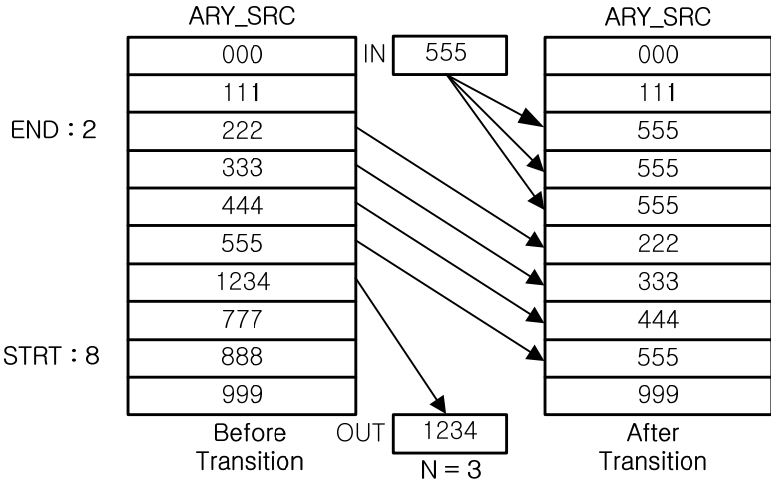 ARY_SRC
ARY_SRC
000
IN
555
000
111
111
END : 2
222
555
333
555
444
555
555
222
1234
333
777
444
STRT : 8
888
555
999
999
Before
Transition
OUT
1234
N = 3
After
Transition